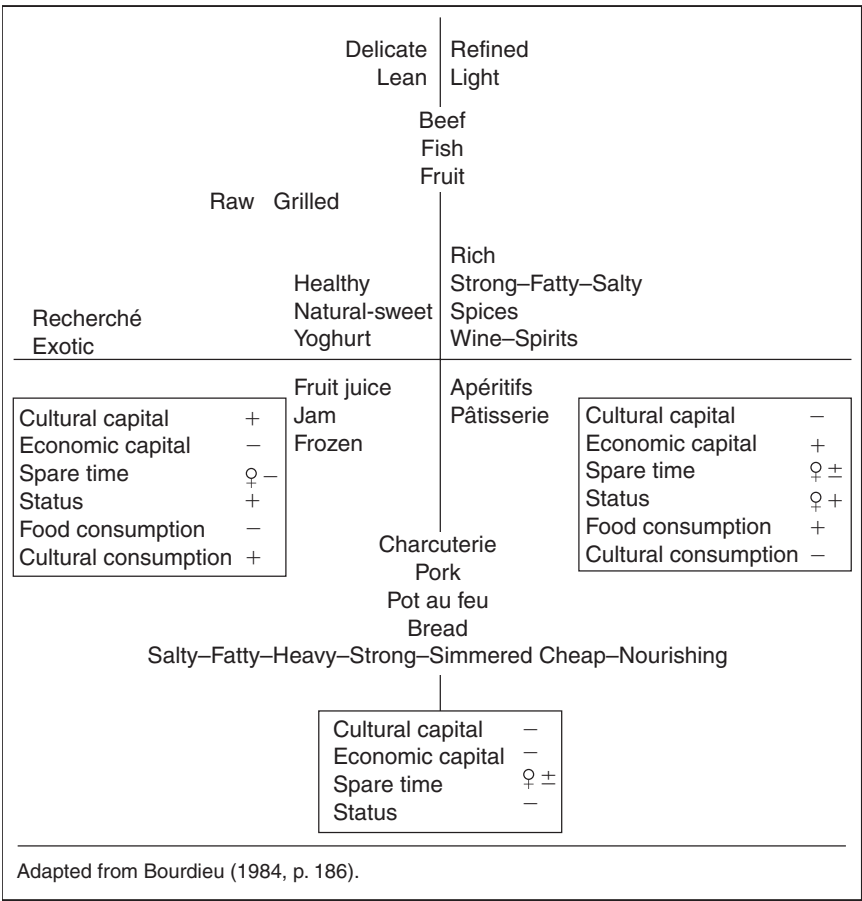 Delicate Refined
Lean Light
Beef
Fish
Fruit
Raw Grilled
Rich
Healthy Strong–Fatty–Salty
Natural-sweet Spices
Recherché
Yoghurt Wine–Spirits
Exotic
Fruit juice Apéritifs
Jam Pâtisserie
Frozen
Cultural capital +
Economic capital −
Spare time ♀ −
Status +
Food consumption −
Cultural consumption +
Cultural capital −
Economic capital +
Spare time ♀ ±
Status ♀ +
Food consumption +
Cultural consumption −
Charcuterie
Pork
Pot au feu
Bread
Salty–Fatty–Heavy–Strong–Simmered Cheap–Nourishing
Cultural capital −
Economic capital −
Spare time ♀ ±
Status −
Adapted from Bourdieu (1984, p. 186).